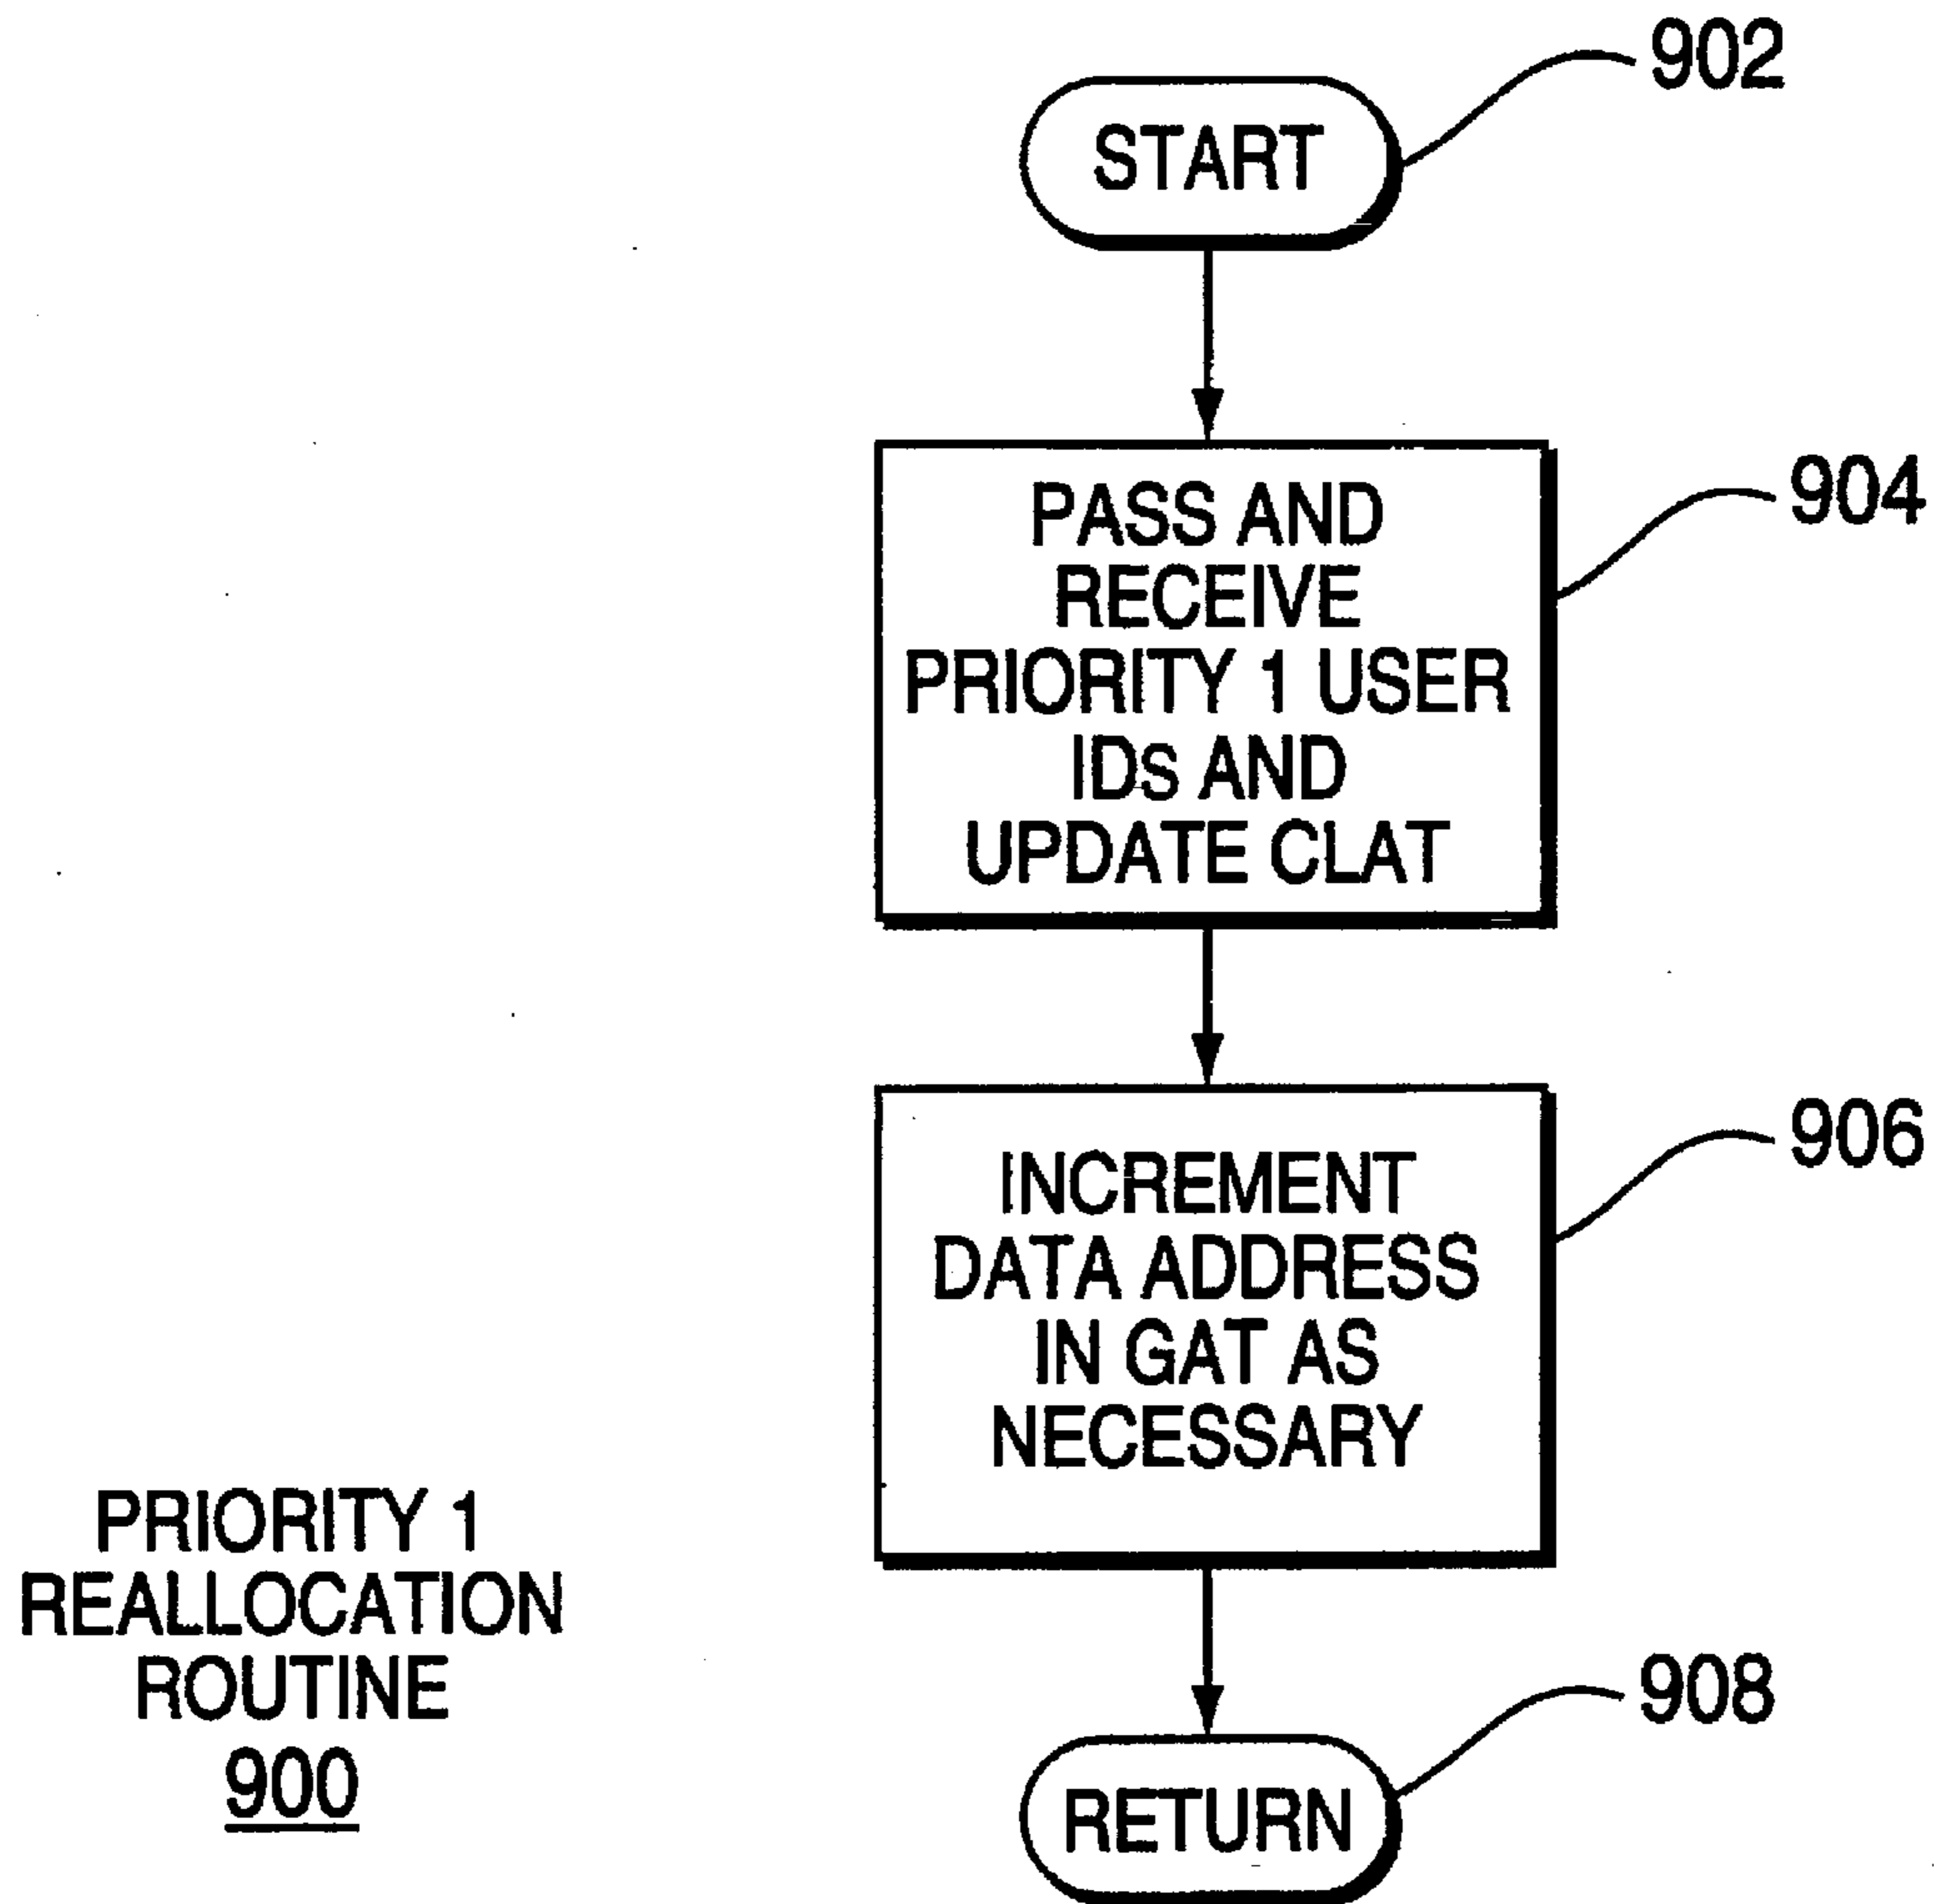 START
902
PASS AND
RECEIVE
PRIORITY 1 USER
IDs AND
UPDATE CLAT
904
INCREMENT
DATA ADDRESS
IN GAT AS
NECESSARY
906
RETURN
908
PRIORITY 1
REALLOCATION
ROUTINE
900